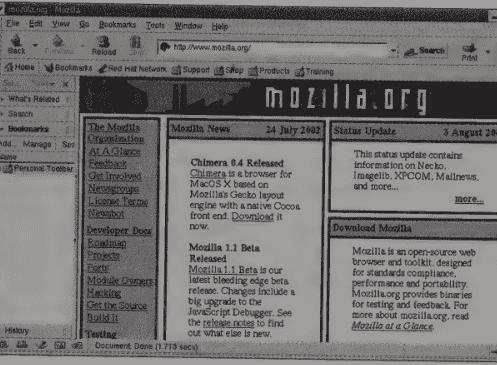 mozilla.org - Mozilla
File Edit View Go Bookmarks Tools Window Help
Back Reload http://www.mozilla.org/ Search Print
Home Bookmarks Red Hat Network Support Shop Products Training
mozilla.org
What's Related
Search
Bookmarks
Add... Manage
Name
Personal Toolbar
History
The Mozilla
Organization
At A Glance
Feedback
Get Involved
Newsgroups
License Terms
Newsbot
Developer Docs
Roadmap
Projects
Ports
Module Owners
Hacking
Get the Source
Build It
Testing
Mozilla News 24 July 2002
Chimera 0.4 Released
Chimera is a browser for
MacOS X based on
Mozilla's Gecko layout
engine with a native Cocoa
front end. Download it
now.
Mozilla 1.1 Beta
Released
Mozilla 1.1 Beta is our
latest bleeding edge beta
release. Changes include a
big upgrade to the
JavaScript Debugger. See
the release notes to find
out what else is new.
Status Update 3 August 20
This status update contains
information on Necko,
Imagelib, XPCOM, Mailnews,
and more...
more...
Download Mozilla
Mozilla is an open-source web
browser and toolkit, designed
for standards compliance,
performance and portability.
Mozilla.org provides binaries
for testing and feedback. For
more about mozilla.org, read
Mozilla at a Glance.
Document: Done (1.713 secs)